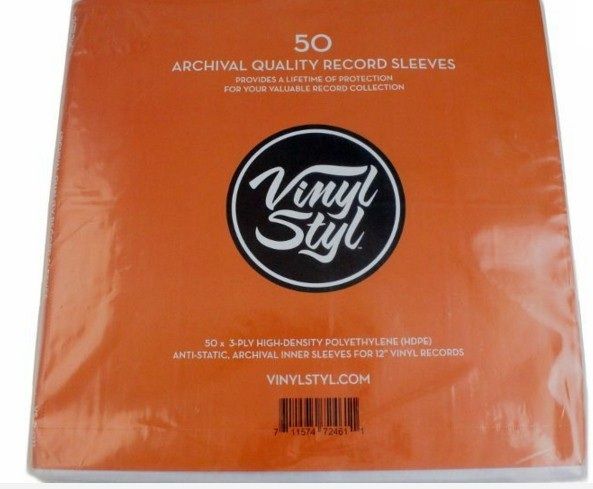 50
ARCHIVAL QUALITY RECORD SLEEVES
PROVIDES A LIFETIME OF PROTECTION
FOR YOUR VALUABLE RECORD COLLECTION
Vinyl
Styl
50 x 3-PLY HIGH-DENSITY POLYETHYLENE (HDPE)
ANTI-STATIC, ARCHIVAL INNER SLEEVES FOR 12" VINYL RECORDS
VINYLSTYL.COM
7 11574 72461 1